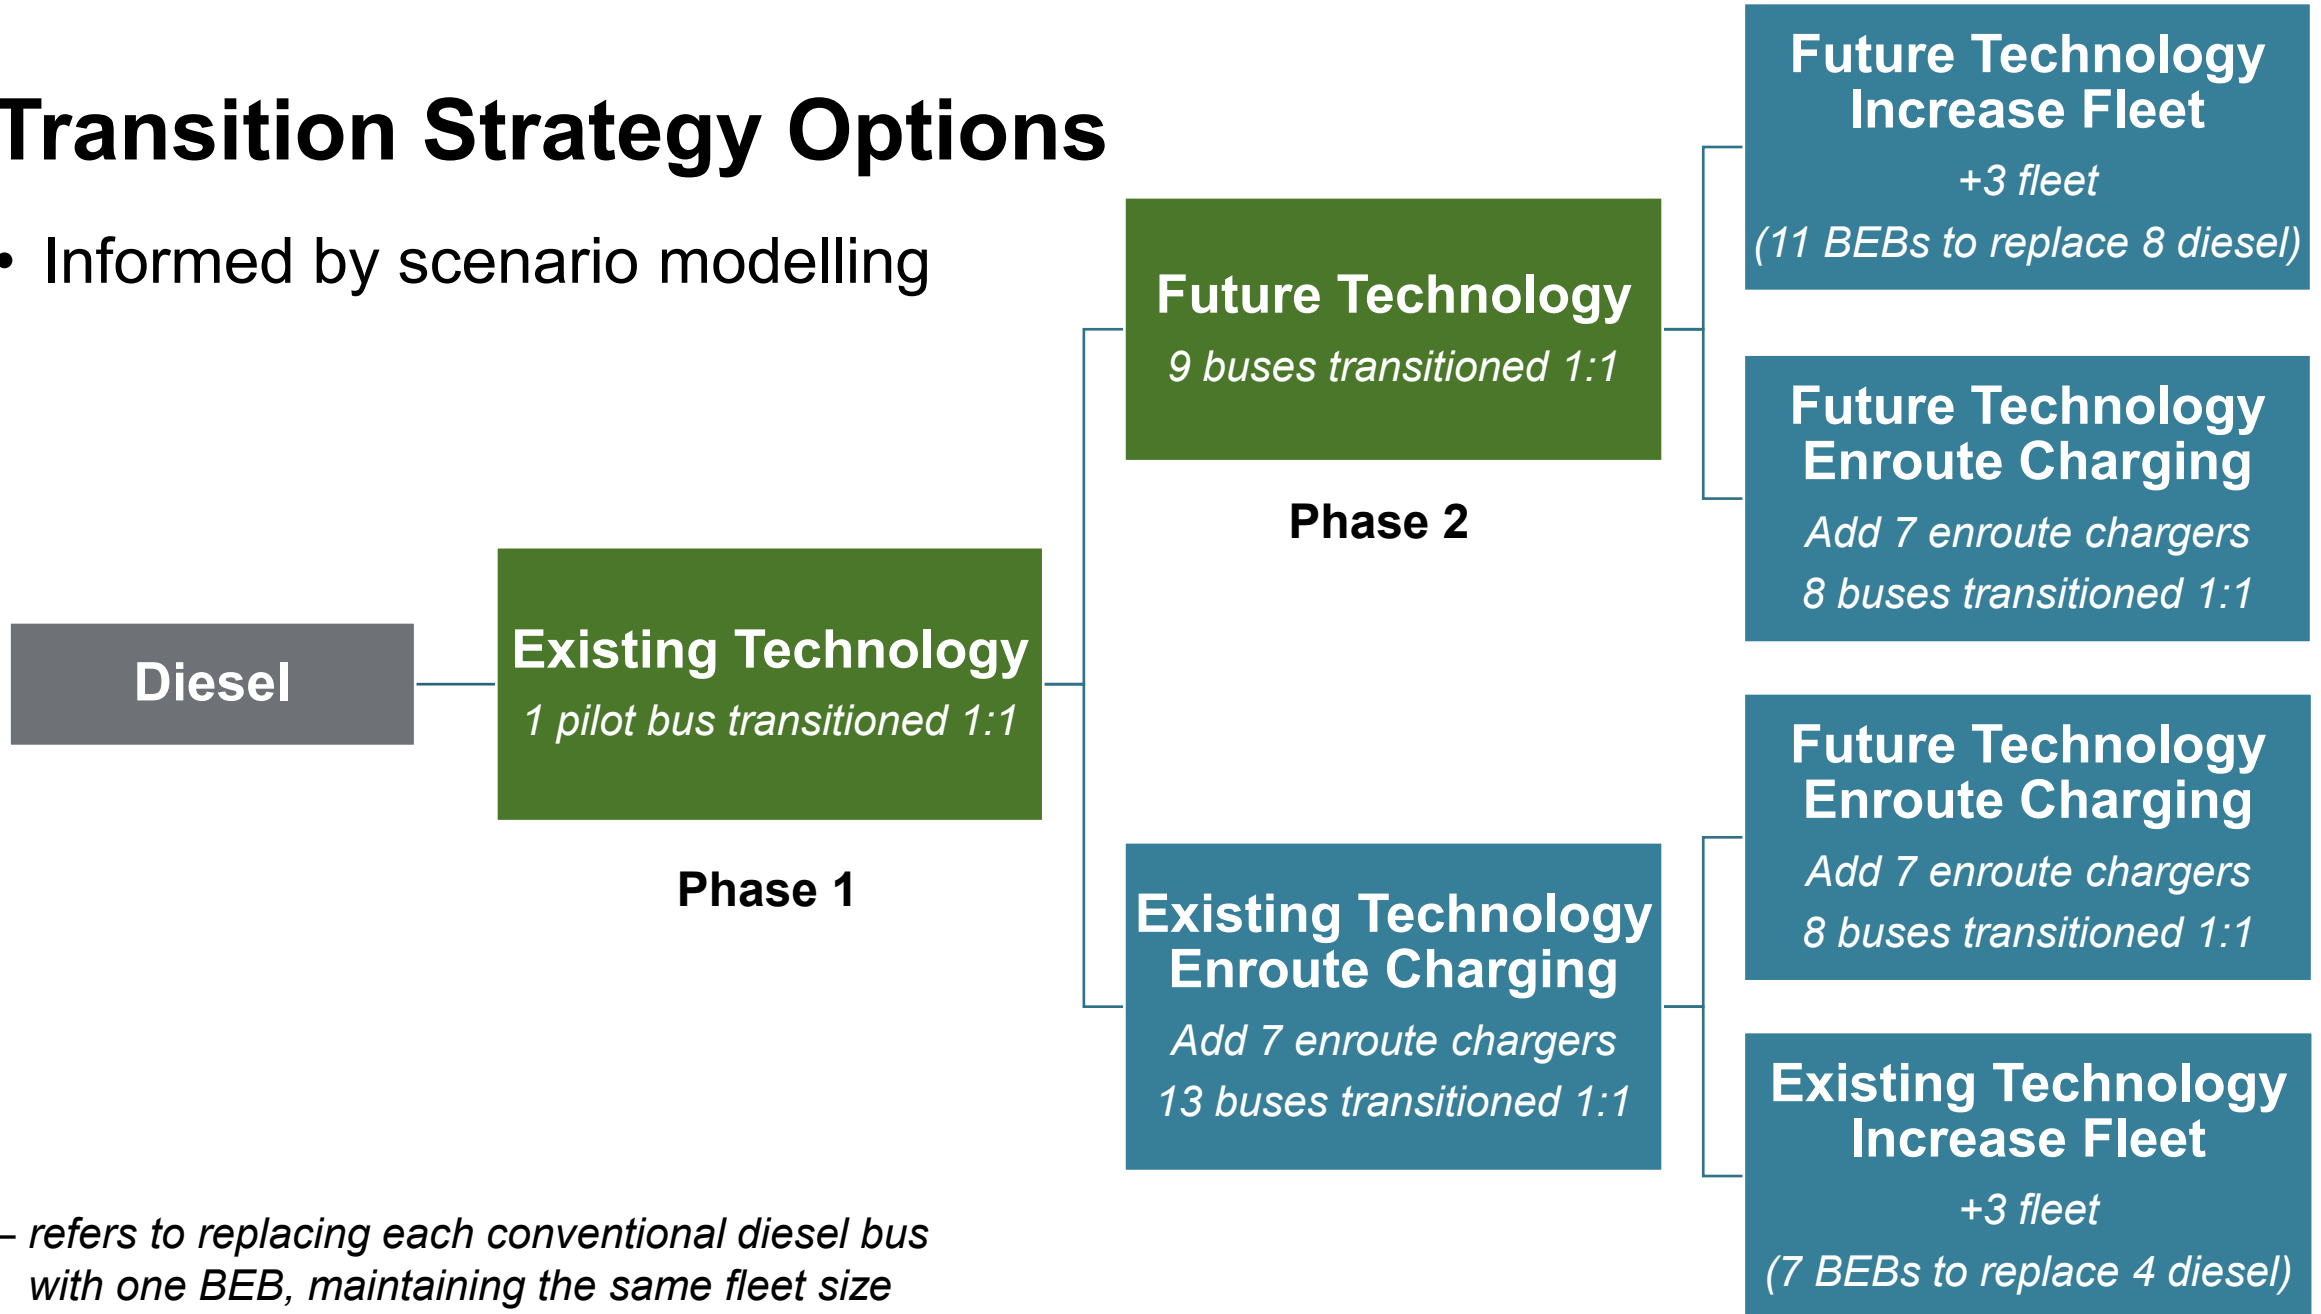 Transition Strategy Options
• Informed by scenario modelling
Diesel
Existing Technology
1 pilot bus transitioned 1:1
Phase 1
Future Technology
9 buses transitioned 1:1
Phase 2
Existing Technology
Enroute Charging
Add 7 enroute chargers
13 buses transitioned 1:1
Future Technology
Increase Fleet
+3 fleet
(11 BEBs to replace 8 diesel)
Future Technology
Enroute Charging
Add 7 enroute chargers
8 buses transitioned 1:1
Future Technology
Enroute Charging
Add 7 enroute chargers
8 buses transitioned 1:1
Existing Technology
Increase Fleet
+3 fleet
(7 BEBs to replace 4 diesel)
– refers to replacing each conventional diesel bus
with one BEB, maintaining the same fleet size